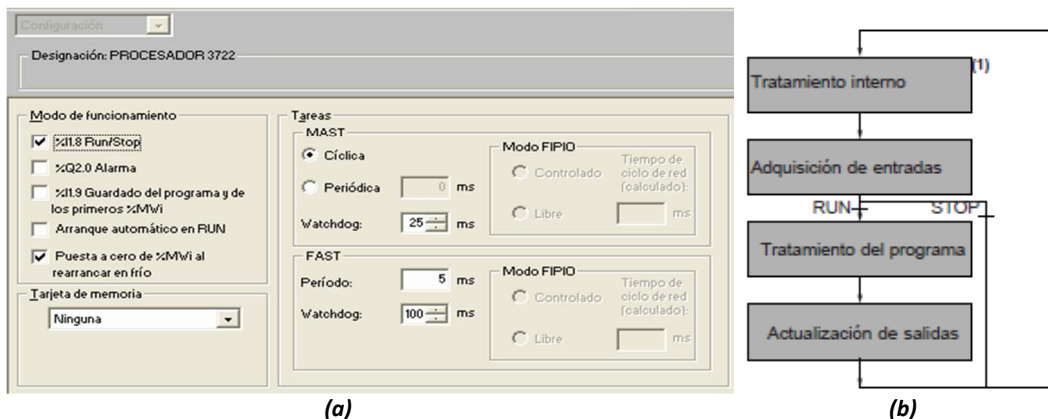 Configuración
Designación: PROCESADOR 3722
Modo de funcionamiento
%I1.8 Run/Stop
%Q2.0 Alarma
%I1.9 Guardado del programa y de
los primeros %MWi
Arranque automático en RUN
Puesta a cero de %MWi al
rearrancar en frío
Tarjeta de memoria
Ninguna
Tareas
MAST
Cíclica
Periódica 0 ms
Watchdog: 25 ms
Modo FIPIO
Controlado
Libre
Tiempo de
ciclo de red
(calculado):
ms
FAST
Período: 5 ms
Watchdog: 100 ms
Modo FIPIO
Controlado
Libre
Tiempo de
ciclo de red
(calculado):
ms
(a)
(1)
Tratamiento interno
Adquisición de entradas
RUN STOP
Tratamiento del programa
Actualización de salidas
(b)